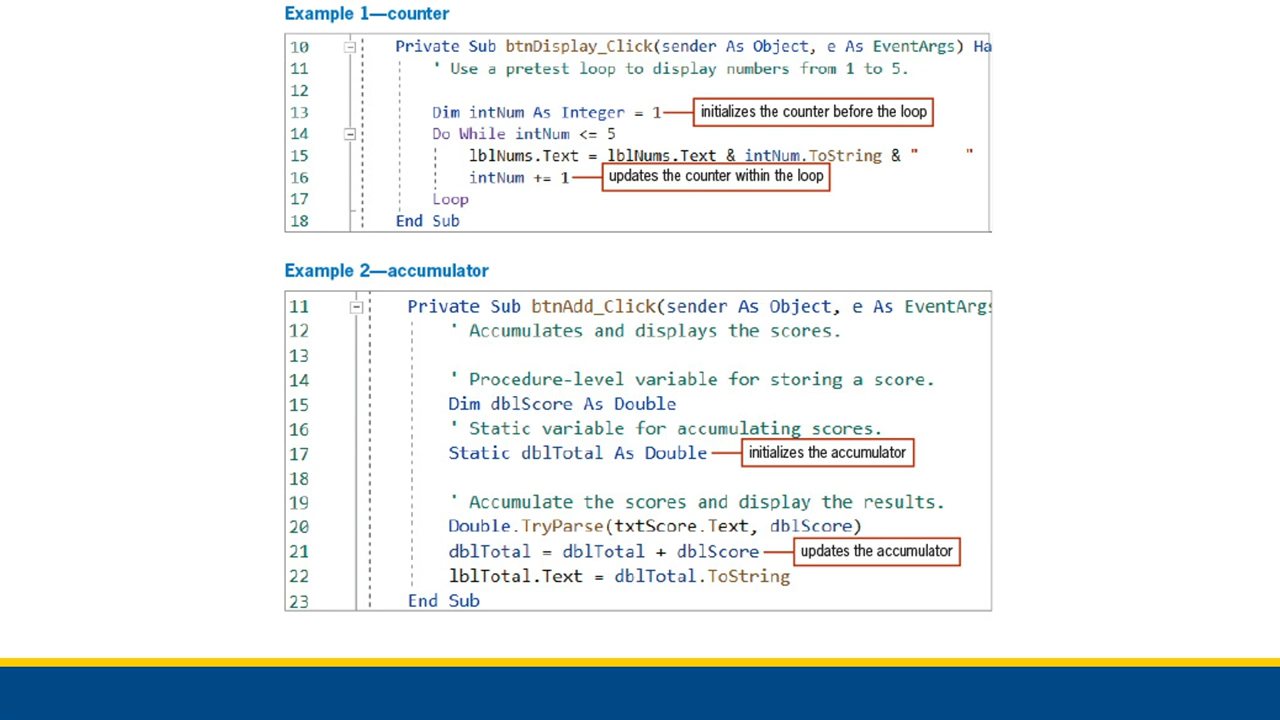 Example 1—counter
10 Private Sub btnDisplay_Click(sender As Object, e As EventArgs) Ha
11 ' Use a pretest loop to display numbers from 1 to 5.
12
13 Dim intNum As Integer = 1 initializes the counter before the loop
14 Do While intNum <= 5
15 lblNums.Text = lblNums.Text & intNum.ToString & "     "
16 intNum += 1 updates the counter within the loop
17 Loop
18 End Sub
Example 2—accumulator
11 Private Sub btnAdd_Click(sender As Object, e As EventArgs
12 ' Accumulates and displays the scores.
13
14 ' Procedure-level variable for storing a score.
15 Dim dblScore As Double
16 ' Static variable for accumulating scores.
17 Static dblTotal As Double initializes the accumulator
18
19 ' Accumulate the scores and display the results.
20 Double.TryParse(txtScore.Text, dblScore)
21 dblTotal = dblTotal + dblScore updates the accumulator
22 lblTotal.Text = dblTotal.ToString
23 End Sub